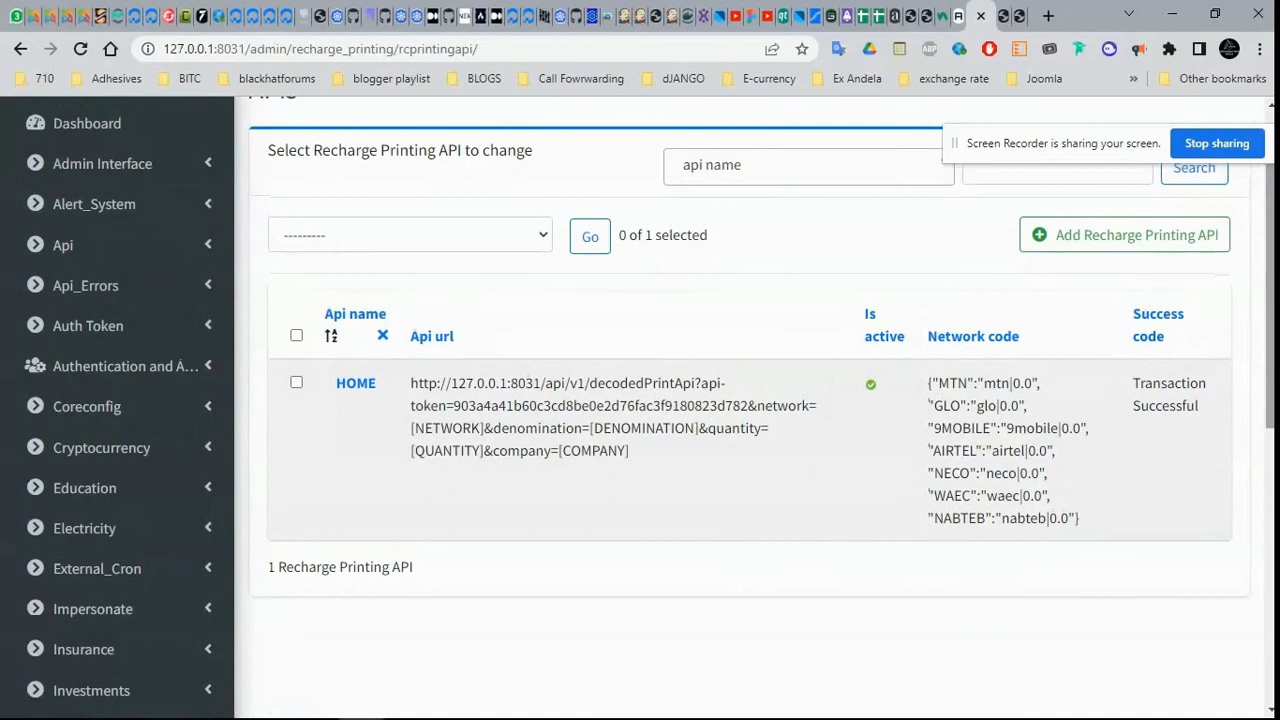 127.0.0.1:8031/admin/recharge_printing/rcprintingapi/
710 Adhesives BITC blackhatforums blogger playlist BLOGS Call Fowrwarding dJANGO E-currency Ex Andela exchange rate Joomla » Other bookmarks
Screen Recorder is sharing your screen. Stop sharing
Dashboard
Admin Interface
Alert_System
Api
Api_Errors
Auth Token
Authentication and A...
Coreconfig
Cryptocurrency
Education
Electricity
External_Cron
Impersonate
Insurance
Investments
Select Recharge Printing API to change
api name
Search
---------
Go
0 of 1 selected
Add Recharge Printing API
Api name
Api url
Is active
Network code
Success code
HOME
http://127.0.0.1:8031/api/v1/decodedPrintApi?api-
token=903a4a41b60c3cd8be0e2d76fac3f9180823d782&network=
[NETWORK]&denomination=[DENOMINATION]&quantity=
[QUANTITY]&company=[COMPANY]
{"MTN":"mtn|0.0",
"GLO":"glo|0.0",
"9MOBILE":"9mobile|0.0",
"AIRTEL":"airtel|0.0",
"NECO":"neco|0.0",
"WAEC":"waec|0.0",
"NABTEB":"nabteb|0.0"}
Transaction
Successful
1 Recharge Printing API